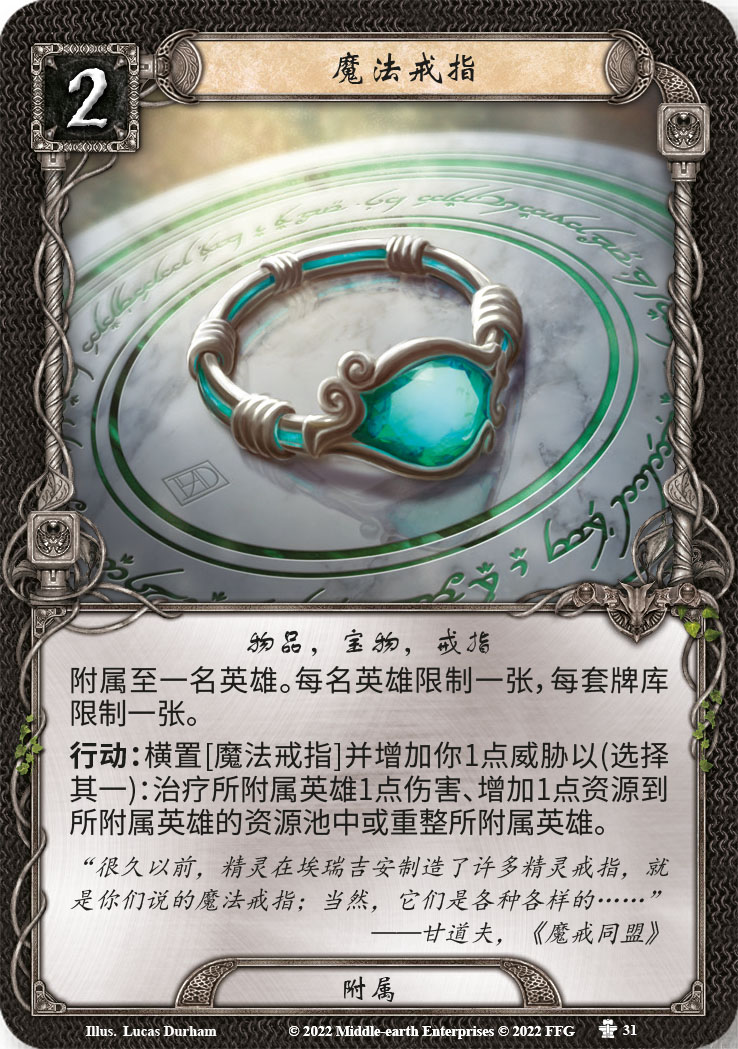 魔法戒指
2
物品，宝物，戒指
附属至一名英雄。每名英雄限制一张，每套牌库
限制一张。
行动：横置[魔法戒指]并增加你1点威胁以(选择
其一)：治疗所附属英雄1点伤害、增加1点资源到
所附属英雄的资源池中或重整所附属英雄。
“很久以前，精灵在埃瑞吉安制造了许多精灵戒指，就
是你们说的魔法戒指；当然，它们是各种各样的……”
——甘道夫，《魔戒同盟》
附属
Illus. Lucas Durham © 2022 Middle-earth Enterprises © 2022 FFG 31